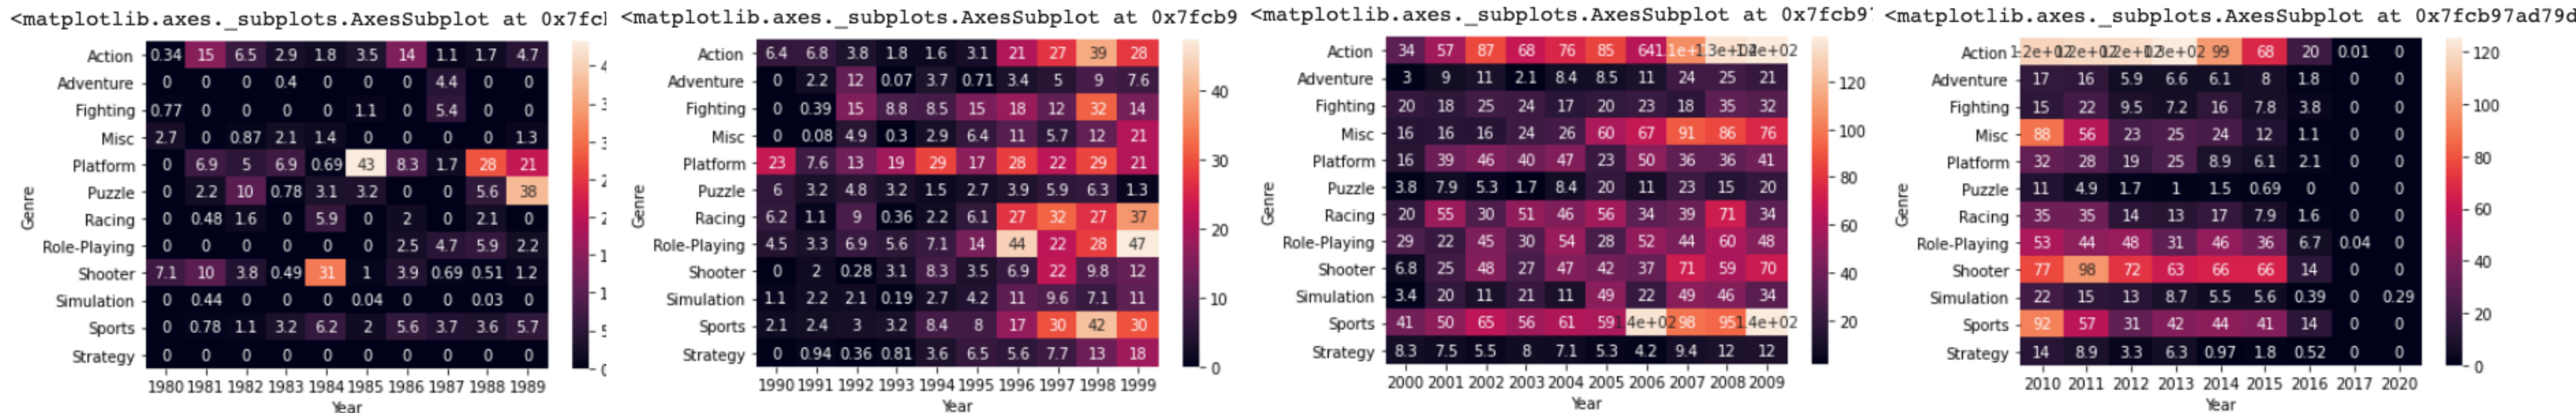 <matplotlib.axes._subplots.AxesSubplot at 0x7fcl
Action 0.34 15 6.5 2.9 1.8 3.5 14 1.1 1.7 4.7
Adventure 0 0 0 0.4 0 0 0 4.4 0 0
Fighting 0.77 0 0 0 0 1.1 0 5.4 0 0
Misc 2.7 0 0.87 2.1 1.4 0 0 0 0 1.3
Platform 0 6.9 5 6.9 0.69 43 8.3 1.7 28 21
Puzzle 0 2.2 10 0.78 3.1 3.2 0 0 5.6 38
Racing 0 0.48 1.6 0 5.9 0 2 0 2.1 0
Role-Playing 0 0 0 0 0 0 2.5 4.7 5.9 2.2
Shooter 7.1 10 3.8 0.49 31 1 3.9 0.69 0.51 1.2
Simulation 0 0.44 0 0 0 0.04 0 0 0.03 0
Sports 0 0.78 1.1 3.2 6.2 2 5.6 3.7 3.6 5.7
Strategy 0 0 0 0 0 0 0 0 0 0
1980 1981 1982 1983 1984 1985 1986 1987 1988 1989
Year
Genre
<matplotlib.axes._subplots.AxesSubplot at 0x7fcb9
Action 6.4 6.8 3.8 1.8 1.6 3.1 21 27 39 28
Adventure 0 2.2 12 0.07 3.7 0.71 3.4 5 9 7.6
Fighting 0 0.39 15 8.8 8.5 15 18 12 32 14
Misc 0 0.08 4.9 0.3 2.9 6.4 11 5.7 12 21
Platform 23 7.6 13 19 29 17 28 22 29 21
Puzzle 6 3.2 4.8 3.2 1.5 2.7 3.9 5.9 6.3 1.3
Racing 6.2 1.1 9 0.36 2.2 6.1 27 32 27 37
Role-Playing 4.5 3.3 6.9 5.6 7.1 14 44 22 28 47
Shooter 0 2 0.28 3.1 8.3 3.5 6.9 22 9.8 12
Simulation 1.1 2.2 2.1 0.19 2.7 4.2 11 9.6 7.1 11
Sports 2.1 2.4 3 3.2 8.4 8 17 30 42 30
Strategy 0 0.94 0.36 0.81 3.6 6.5 5.6 7.7 13 18
1990 1991 1992 1993 1994 1995 1996 1997 1998 1999
Year
Genre
40
30
20
10
0
<matplotlib.axes._subplots.AxesSubplot at 0x7fcb9
Action 34 57 87 68 76 85 64
Adventure 3 9 11 2.1 8.4 8.5 11 24 25 21
Fighting 20 18 25 24 17 20 23 18 35 32
Misc 16 16 16 24 26 60 67 91 86 76
Platform 16 39 46 40 47 23 50 36 36 41
Puzzle 3.8 7.9 5.3 1.7 8.4 20 11 23 15 20
Racing 20 55 30 51 46 56 34 39 71 34
Role-Playing 29 22 45 30 54 28 52 44 60 48
Shooter 6.8 25 48 27 47 42 37 71 59 70
Simulation 3.4 20 11 21 11 49 22 49 46 34
Sports 41 50 65 56 61 59 1.4e+02 98 95 1.4e+02
Strategy 8.3 7.5 5.5 8 7.1 5.3 4.2 9.4 12 12
2000 2001 2002 2003 2004 2005 2006 2007 2008 2009
Year
Genre
120
100
80
60
40
20
<matplotlib.axes._subplots.AxesSubplot at 0x7fcb97ad79d
Action 1.2e+02 1.2e+02 1.2e+02 1.3e+02 99 68 20 0.01 0
Adventure 17 16 5.9 6.6 6.1 8 1.8 0 0
Fighting 15 22 9.5 7.2 16 7.8 3.8 0 0
Misc 88 56 23 25 24 12 1.1 0 0
Platform 32 28 19 25 8.9 6.1 2.1 0 0
Puzzle 11 4.9 1.7 1 1.5 0.69 0 0 0
Racing 35 35 14 13 17 7.9 1.6 0 0
Role-Playing 53 44 48 31 46 36 6.7 0.04 0
Shooter 77 98 72 63 66 66 14 0 0
Simulation 22 15 13 8.7 5.5 5.6 0.39 0 0.29
Sports 92 57 31 42 44 41 14 0 0
Strategy 14 8.9 3.3 6.3 0.97 1.8 0.52 0 0
2010 2011 2012 2013 2014 2015 2016 2017 2020
Year
Genre
120
100
80
60
40
20
0